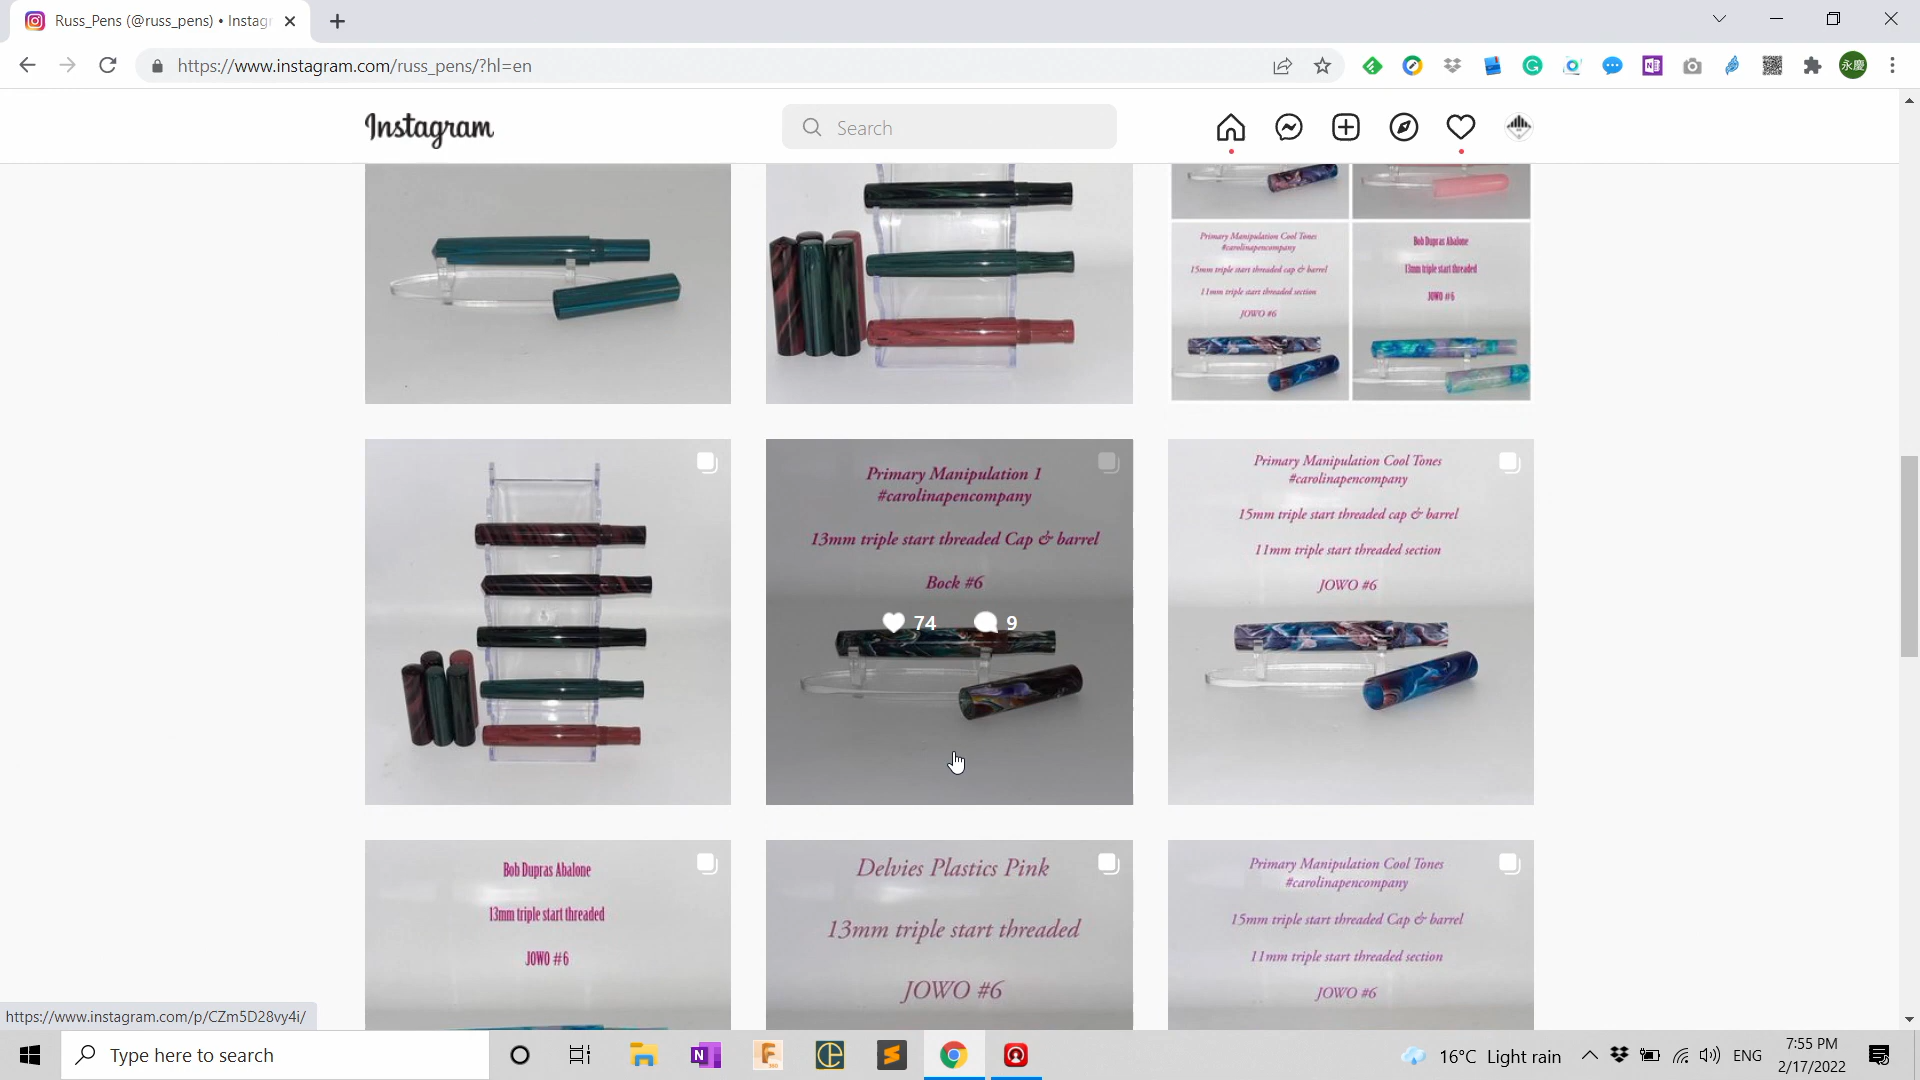 Russ_Pens (@russ_pens) • Instagr
https://www.instagram.com/russ_pens/?hl=en
永慶
Instagram
Search
Primary Manipulation Cool Tones
#carolinapencompany
15mm triple start threaded cap & barrel
11mm triple start threaded section
JOWO #6
Bob Dupras Abalone
13mm triple start threaded
JOWO #6
Primary Manipulation 1
#carolinapencompany
13mm triple start threaded Cap & barrel
Bock #6
74
9
Primary Manipulation Cool Tones
#carolinapencompany
15mm triple start threaded cap & barrel
11mm triple start threaded section
JOWO #6
Bob Dupras Abalone
13mm triple start threaded
JOWO #6
Delvies Plastics Pink
13mm triple start threaded
JOWO #6
Primary Manipulation Cool Tones
#carolinapencompany
15mm triple start threaded Cap & barrel
11mm triple start threaded section
JOWO #6
https://www.instagram.com/p/CZm5D28vy4i/
Type here to search
16°C Light rain
ENG
7:55 PM
2/17/2022